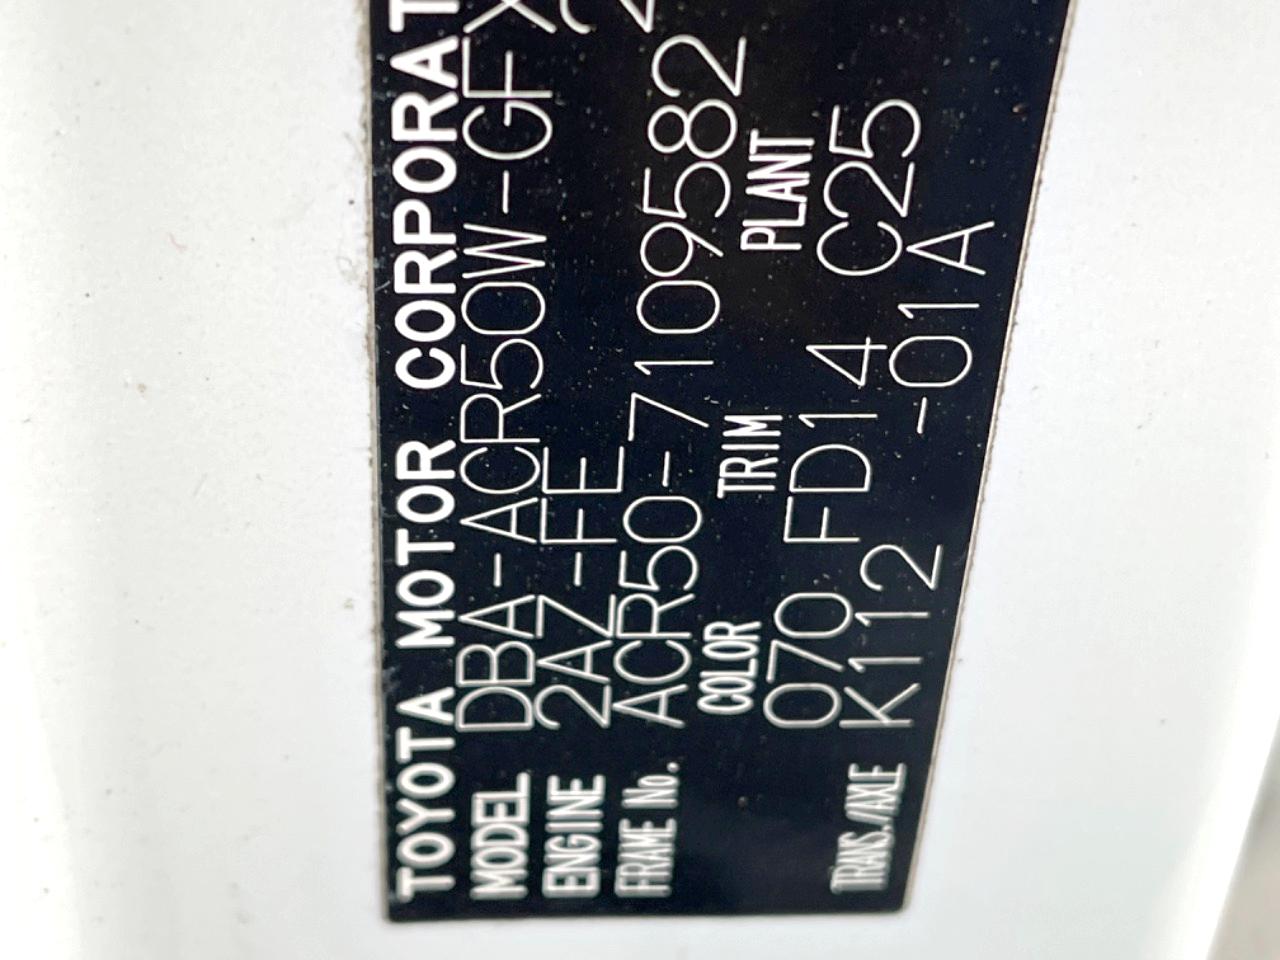 TOYOTA MOTOR CORPORAT
MODEL DBA-ACR50W-GFX
ENGINE 2AZ-FE 2
FRAME No. ACR50-7109582
COLOR TRIM PLANT
070 FD14 C25
TRANS./AXLE K112 -01A